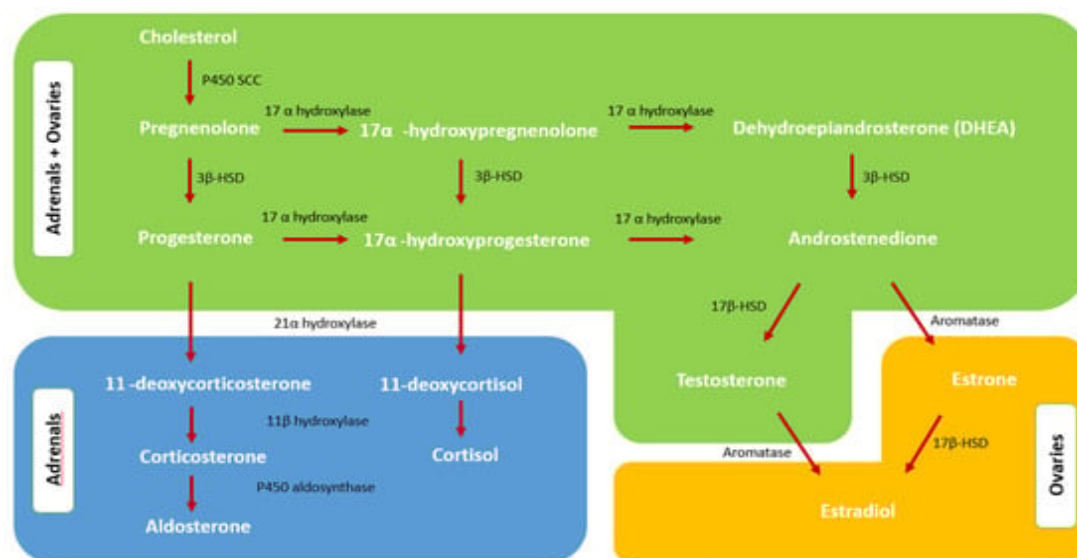 Cholesterol
P450 SCC
17 α hydroxylase
17 α hydroxylase
Pregnenolone
17α -hydroxypregnenolone
Dehydroepiandrosterone (DHEA)
Adrenals + Ovaries
3β-HSD
3β-HSD
3β-HSD
17 α hydroxylase
17 α hydroxylase
Progesterone
17α -hydroxyprogesterone
Androstenedione
17β-HSD
Aromatase
21α hydroxylase
11 -deoxycorticosterone
11-deoxycortisol
Testosterone
Estrone
Adrenals
11β hydroxylase
Corticosterone
Cortisol
Aromatase
17β-HSD
Ovaries
P450 aldosynthase
Aldosterone
Estradiol